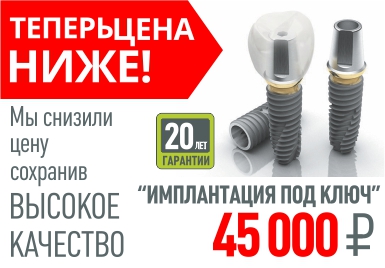 ТЕПЕРЬЦЕНА
НИЖЕ!
Мы снизили
цену
сохранив
ВЫСОКОЕ
КАЧЕСТВО
20 ЛЕТ
ГАРАНТИИ
“ИМПЛАНТАЦИЯ ПОД КЛЮЧ”
45 000 ₽